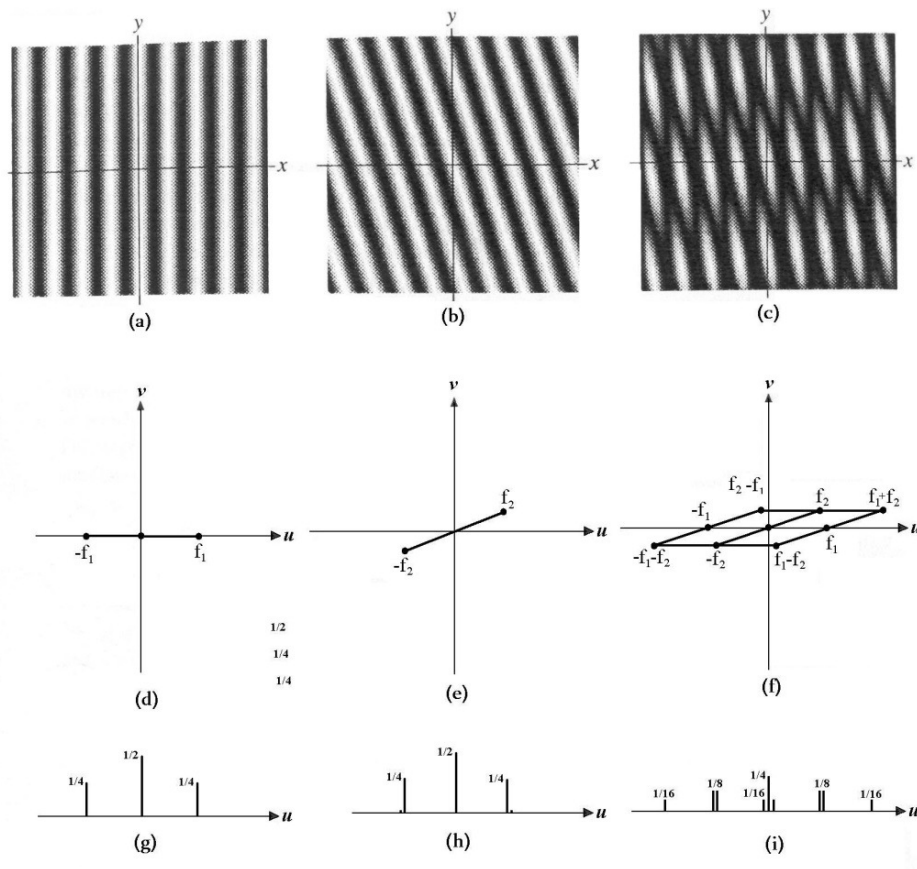 y y y
x x x
(a) (b) (c)
v v v
f₂ f₂ -f₁ f₂ f₁+f₂
-f₁
u u u
-f₁ f₁ -f₂ -f₁-f₂ -f₂ f₁-f₂ f₁
1/2
1/4
1/4
(d) (e) (f)
1/2 1/2
1/4 1/4 1/4 1/4 1/8 1/4 1/8
1/16 1/16 1/16
u u u
(g) (h) (i)